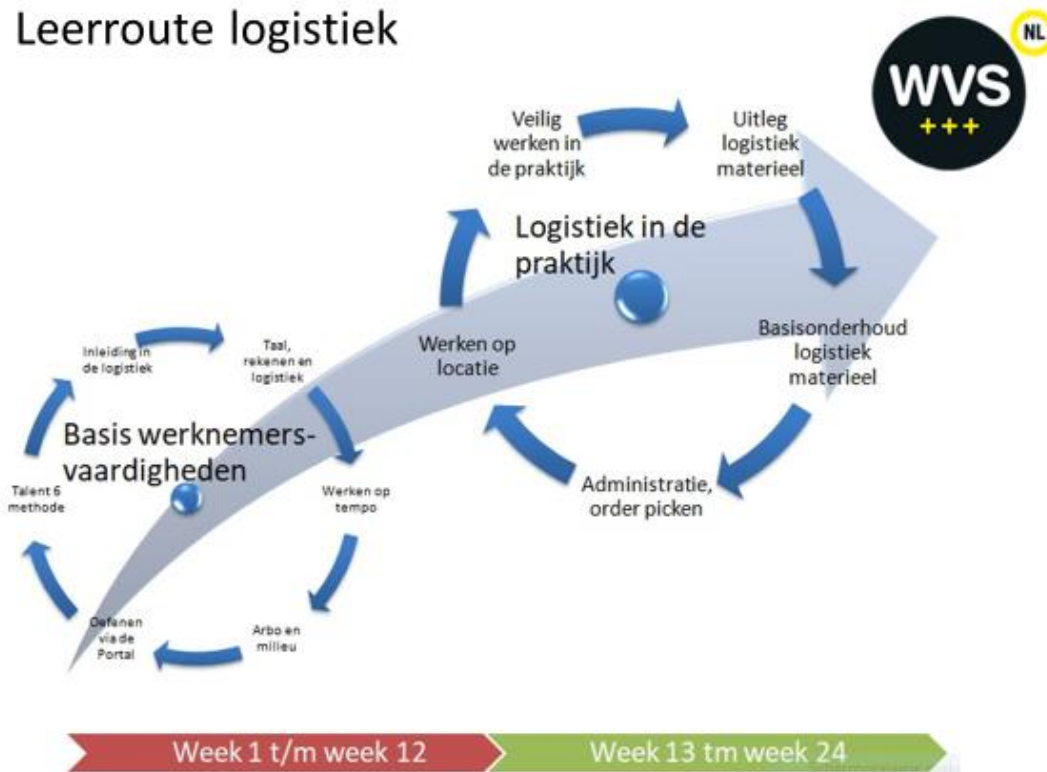 Leerroute logistiek
NL
WVS
+++
Veilig
werken in
de praktijk
Uitleg
logistiek
materieel
Logistiek in de
praktijk
Werken op
locatie
Basisonderhoud
logistiek
materieel
Administratie,
order picken
Inleiding in
de logistiek
Taal,
rekenen en
logistiek
Basis werknemers-
vaardigheden
Talent 6
methode
Werken op
tempo
Oefenen
via de
Portal
Arbo en
milieu
Week 1 t/m week 12
Week 13 tm week 24